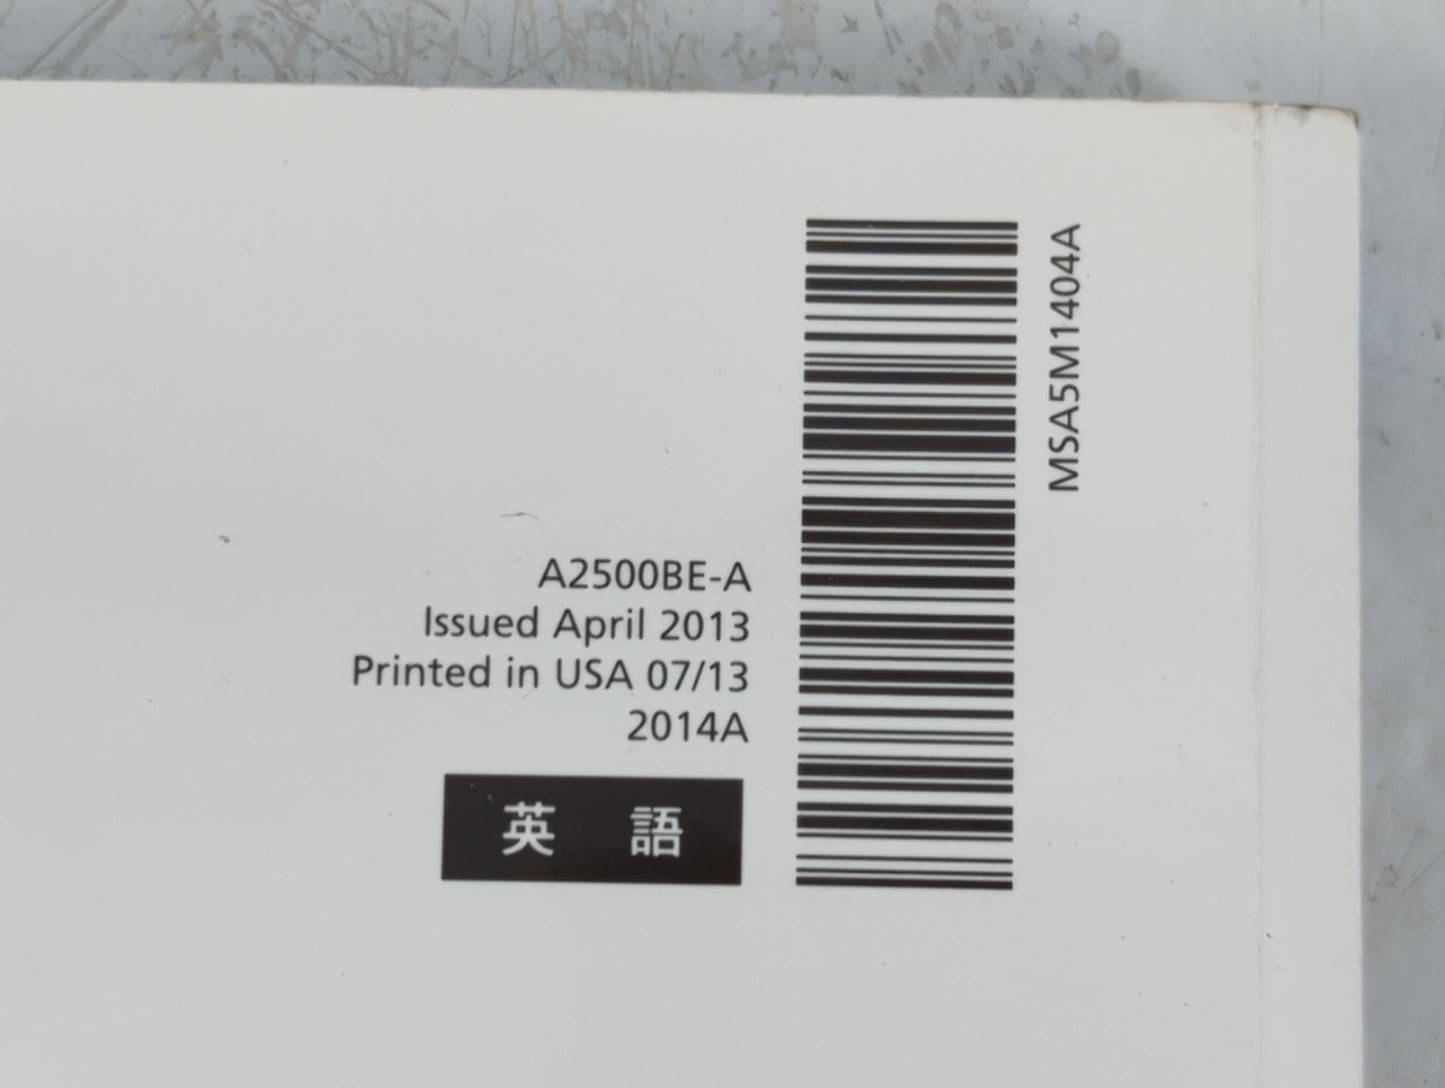 MSA5M1404A
A2500BE-A
Issued April 2013
Printed in USA 07/13
2014A
英 語